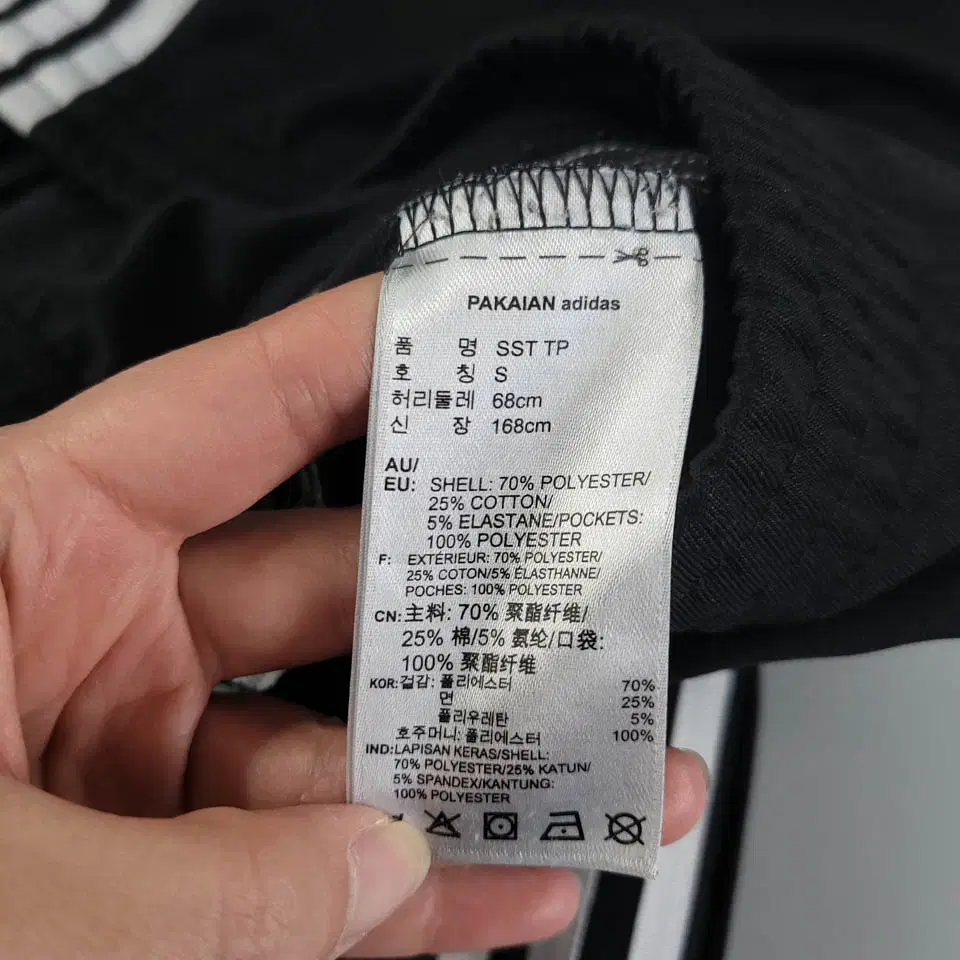 PAKAIAN adidas
품 명 SST TP
호 칭 S
허리둘레 68cm
신 장 168cm
AU/
EU: SHELL: 70% POLYESTER/
25% COTTON/
5% ELASTANE/POCKETS:
100% POLYESTER
F: EXTÉRIEUR: 70% POLYESTER/
25% COTON/5% ÉLASTHANNE/
POCHES: 100% POLYESTER
CN: 主料: 70% 聚酯纤维/
25% 棉/5% 氨纶/口袋:
100% 聚酯纤维
KOR: 겉감: 폴리에스터 70%
면 25%
폴리우레탄 5%
호주머니: 폴리에스터 100%
IND: LAPISAN KERAS/SHELL:
70% POLYESTER/25% KATUN/
5% SPANDEX/KANTUNG:
100% POLYESTER